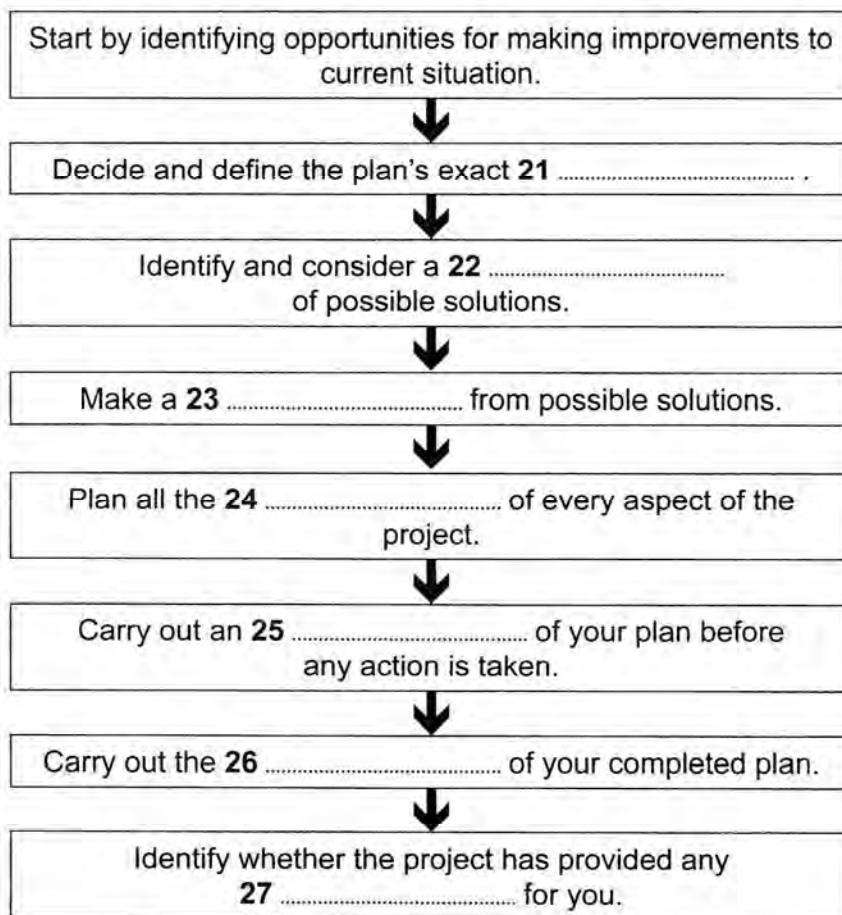 Start by identifying opportunities for making improvements to
current situation.
Decide and define the plan's exact 21 ........................................ .
Identify and consider a 22 ........................................
of possible solutions.
Make a 23 ........................................ from possible solutions.
Plan all the 24 ........................................ of every aspect of the
project.
Carry out an 25 ........................................ of your plan before
any action is taken.
Carry out the 26 ........................................ of your completed plan.
Identify whether the project has provided any
27 ........................................ for you.